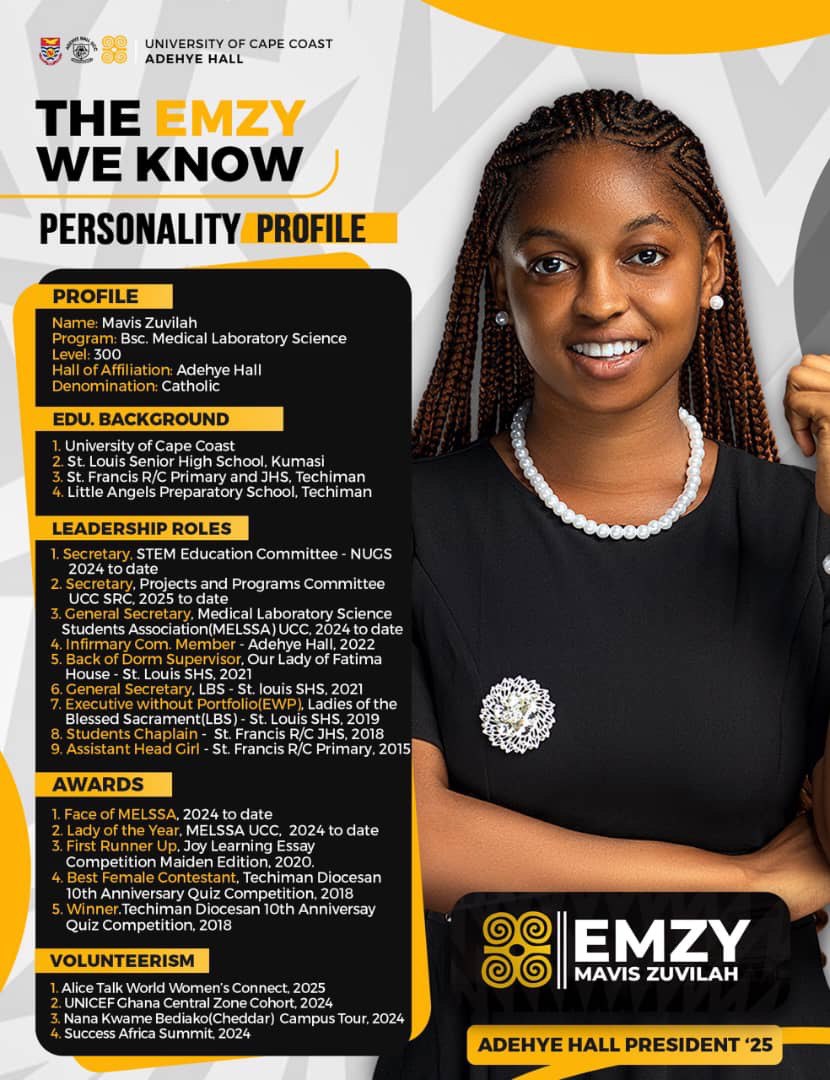 UNIVERSITY OF CAPE COAST
ADEHYE HALL
THE EMZY
WE KNOW
PERSONALITY PROFILE
PROFILE
Name: Mavis Zuvilah
Program: Bsc. Medical Laboratory Science
Level: 300
Hall of Affiliation: Adehye Hall
Denomination: Catholic
EDU. BACKGROUND
1. University of Cape Coast
2. St. Louis Senior High School, Kumasi
3. St. Francis R/C Primary and JHS, Techiman
4. Little Angels Preparatory School, Techiman
LEADERSHIP ROLES
1. Secretary, STEM Education Committee - NUGS
2024 to date
2. Secretary, Projects and Programs Committee
UCC SRC, 2025 to date
3. General Secretary, Medical Laboratory Science
Students Association(MELSSA) UCC, 2024 to date
4. Infirmary Com. Member - Adehye Hall, 2022
5. Back of Dorm Supervisor, Our Lady of Fatima
House - St. Louis SHS, 2021
6. General Secretary, LBS - St. louis SHS, 2021
7. Executive without Portfolio(EWP), Ladies of the
Blessed Sacrament(LBS) - St. Louis SHS, 2019
8. Students Chaplain - St. Francis R/C JHS, 2018
9. Assistant Head Girl - St. Francis R/C Primary, 2015
AWARDS
1. Face of MELSSA, 2024 to date
2. Lady of the Year, MELSSA UCC, 2024 to date
3. First Runner Up, Joy Learning Essay
Competition Maiden Edition, 2020.
4. Best Female Contestant, Techiman Diocesan
10th Anniversary Quiz Competition, 2018
5. Winner.Techiman Diocesan 10th Anniversay
Quiz Competition, 2018
VOLUNTEERISM
1. Alice Talk World Women's Connect, 2025
2. UNICEF Ghana Central Zone Cohort, 2024
3. Nana Kwame Bediako(Cheddar) Campus Tour, 2024
4. Success Africa Summit, 2024
EMZY
MAVIS ZUVILAH
ADEHYE HALL PRESIDENT '25